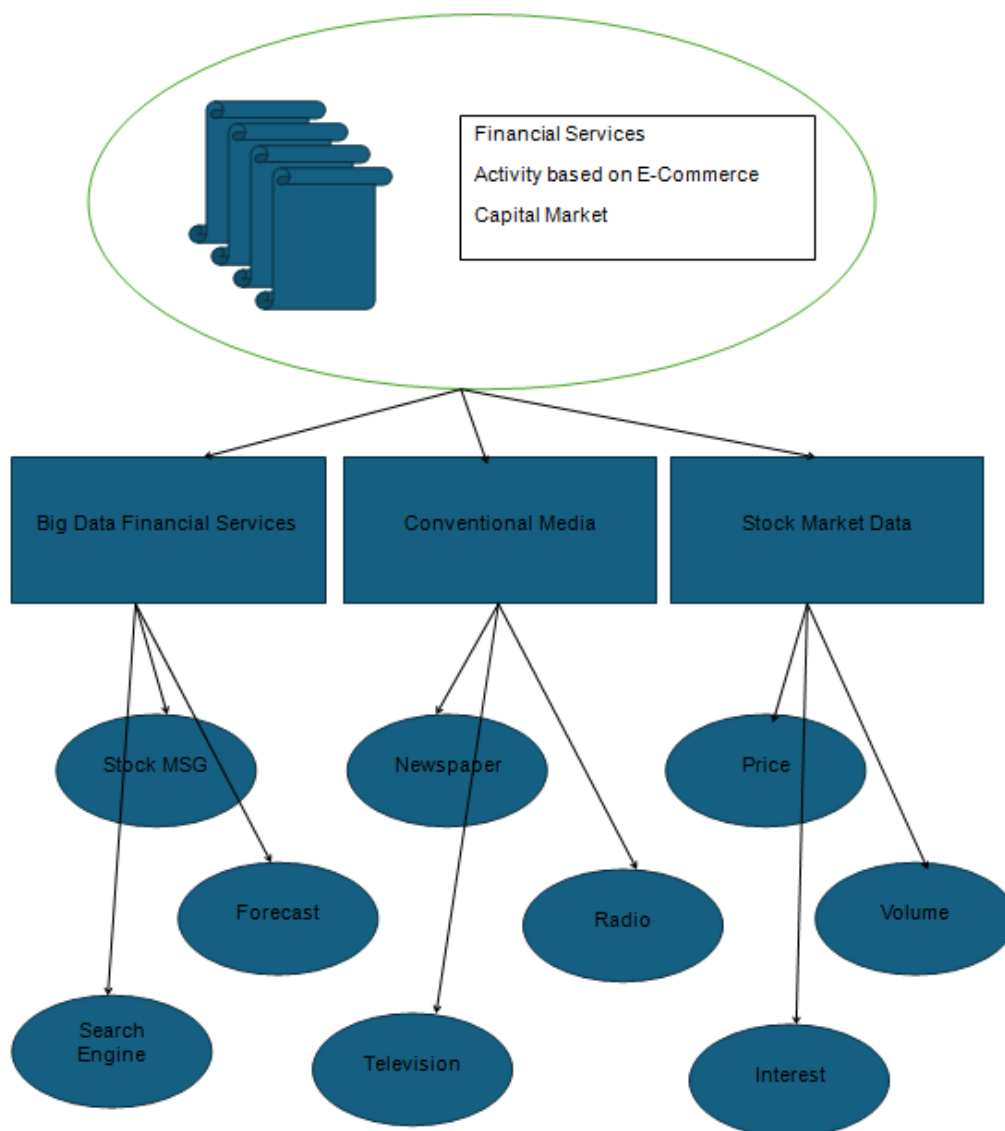 Financial Services
Activity based on E-Commerce
Capital Market
Big Data Financial Services
Conventional Media
Stock Market Data
Stock MSG
Newspaper
Price
Forecast
Radio
Volume
Search
Engine
Television
Interest